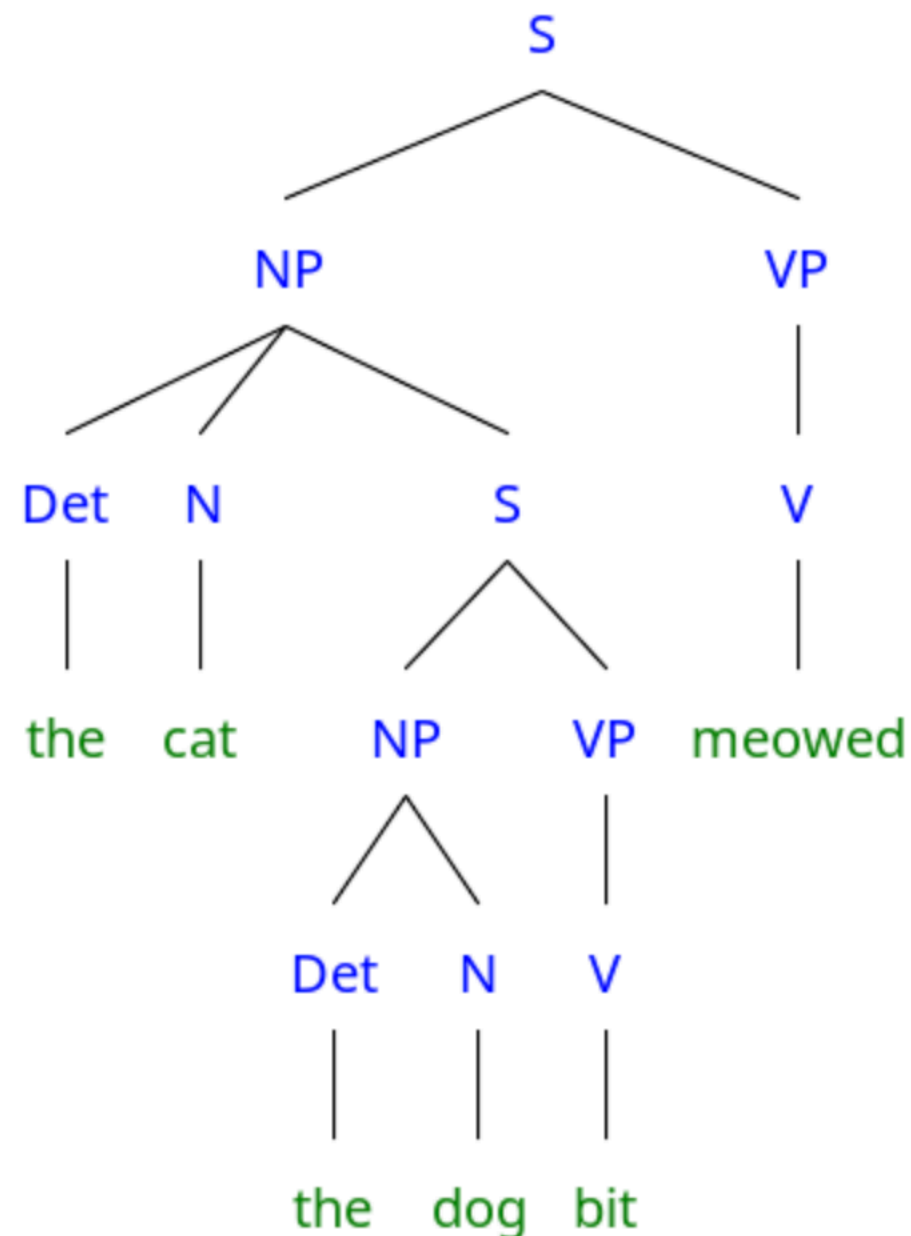 S
NP VP
Det N S V
the cat NP VP meowed
Det N V
the dog bit